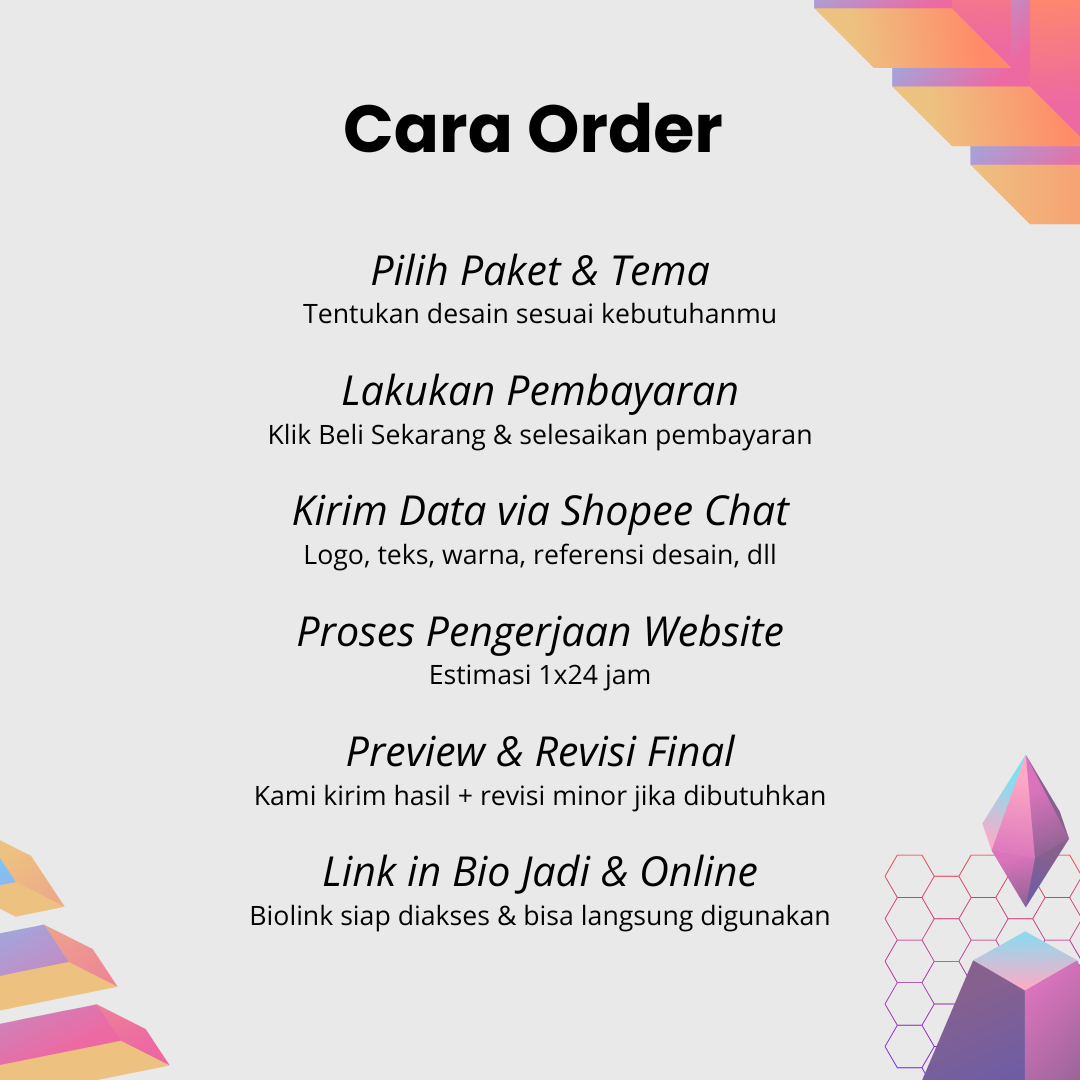 Cara Order
Pilih Paket & Tema
Tentukan desain sesuai kebutuhanmu
Lakukan Pembayaran
Klik Beli Sekarang & selesaikan pembayaran
Kirim Data via Shopee Chat
Logo, teks, warna, referensi desain, dll
Proses Pengerjaan Website
Estimasi 1x24 jam
Preview & Revisi Final
Kami kirim hasil + revisi minor jika dibutuhkan
Link in Bio Jadi & Online
Biolink siap diakses & bisa langsung digunakan